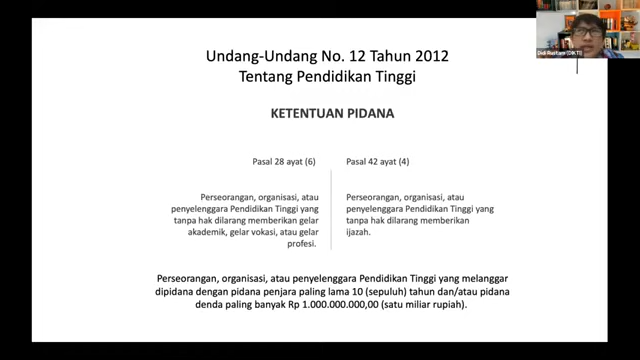 Undang-Undang No. 12 Tahun 2012
Tentang Pendidikan Tinggi
KETENTUAN PIDANA
Pasal 28 ayat (6)
Perseorangan, organisasi, atau
penyelenggara Pendidikan Tinggi yang
tanpa hak dilarang memberikan gelar
akademik, gelar vokasi, atau gelar
profesi.
Pasal 42 ayat (4)
Perseorangan, organisasi, atau
penyelenggara Pendidikan Tinggi yang
tanpa hak dilarang memberikan
ijazah.
Perseorangan, organisasi, atau penyelenggara Pendidikan Tinggi yang melanggar
dipidana dengan pidana penjara paling lama 10 (sepuluh) tahun dan/atau pidana
denda paling banyak Rp 1.000.000.000,00 (satu miliar rupiah).
Didi Rustam (DIKTI)